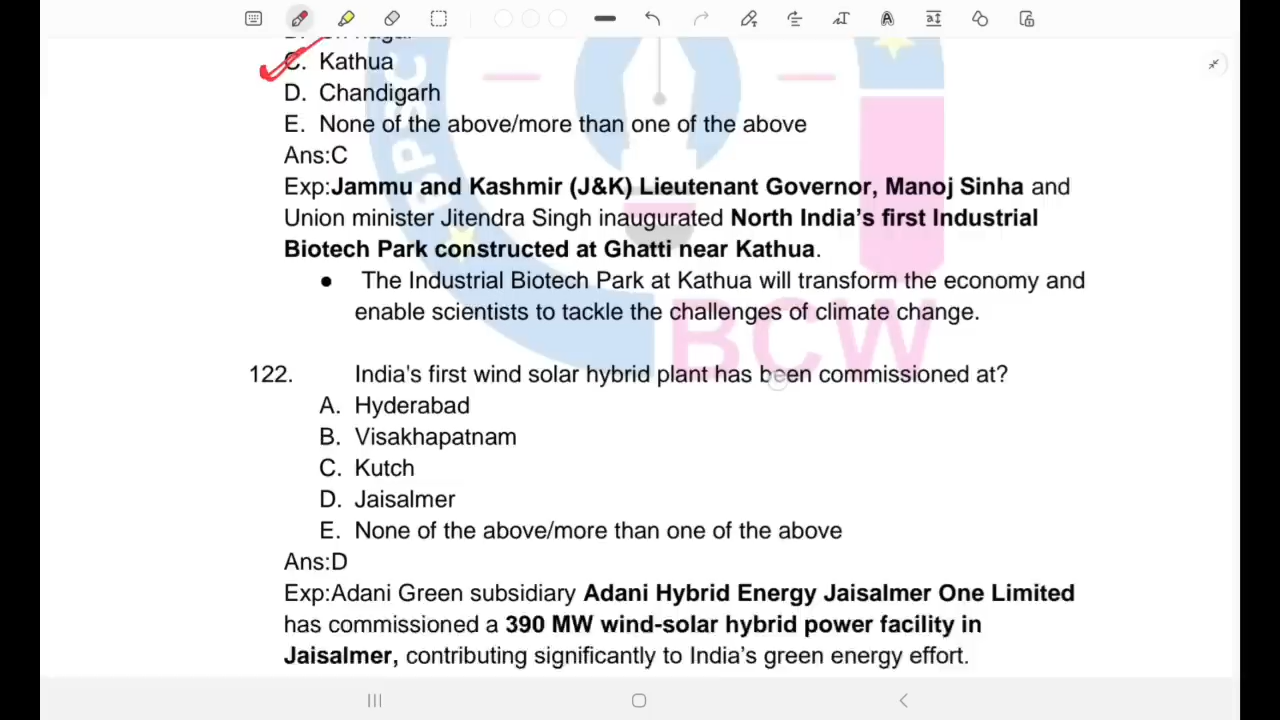 C. Kathua
D. Chandigarh
E. None of the above/more than one of the above
Ans:C
Exp:Jammu and Kashmir (J&K) Lieutenant Governor, Manoj Sinha and
Union minister Jitendra Singh inaugurated North India's first Industrial
Biotech Park constructed at Ghatti near Kathua.
● The Industrial Biotech Park at Kathua will transform the economy and
enable scientists to tackle the challenges of climate change.
BPSC
BCW
122. India's first wind solar hybrid plant has been commissioned at?
A. Hyderabad
B. Visakhapatnam
C. Kutch
D. Jaisalmer
E. None of the above/more than one of the above
Ans:D
Exp:Adani Green subsidiary Adani Hybrid Energy Jaisalmer One Limited
has commissioned a 390 MW wind-solar hybrid power facility in
Jaisalmer, contributing significantly to India's green energy effort.